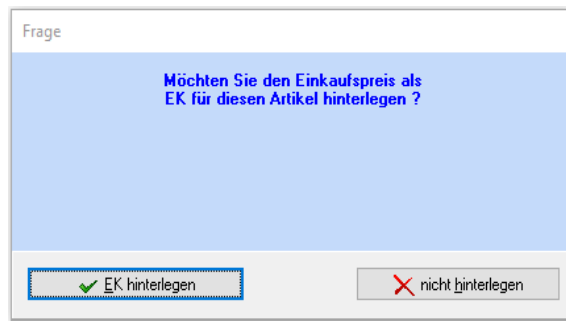 Frage
Möchten Sie den Einkaufspreis als
EK für diesen Artikel hinterlegen ?
EK hinterlegen
nicht hinterlegen